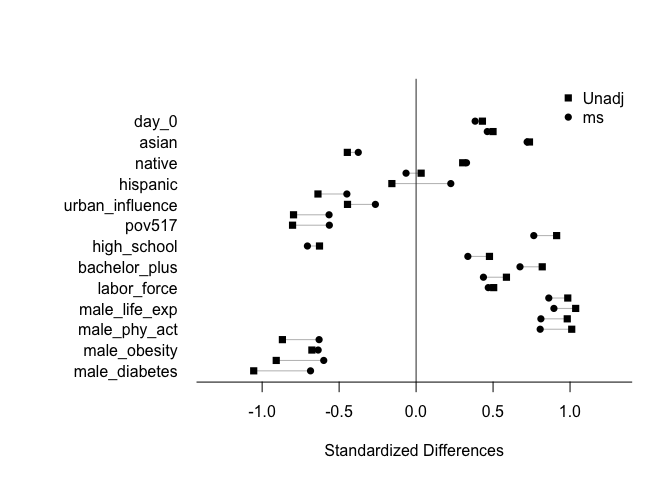 Unadj
ms
day_0
asian
native
hispanic
urban_influence
pov517
high_school
bachelor_plus
labor_force
male_life_exp
male_phy_act
male_obesity
male_diabetes
-1.0 -0.5 0.0 0.5 1.0
Standardized Differences